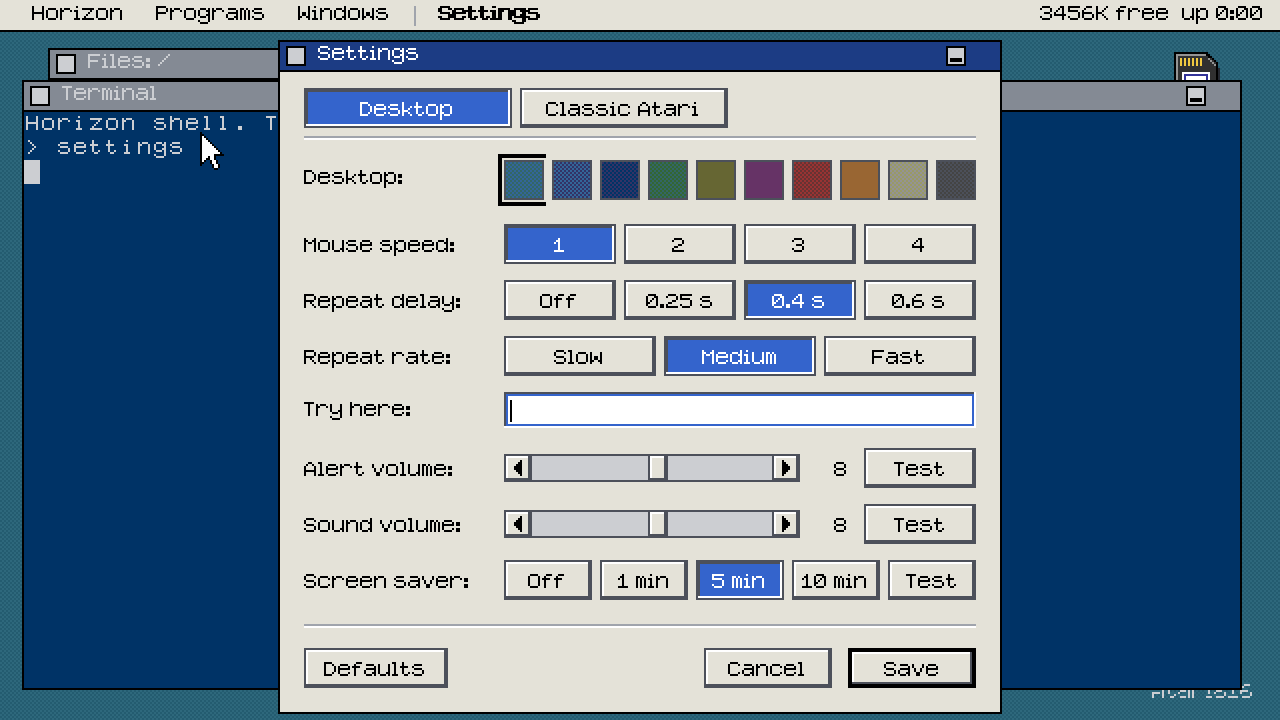 Horizon Programs Windows | Settings 3456K free up 0:00
Files: /
Settings
Terminal
Horizon shell. T
> settings
Desktop Classic Atari
Desktop:
Mouse speed: 1 2 3 4
Repeat delay: Off 0.25 s 0.4 s 0.6 s
Repeat rate: Slow Medium Fast
Try here:
Alert volume: 8 Test
Sound volume: 8 Test
Screen saver: Off 1 min 5 min 10 min Test
Defaults Cancel Save